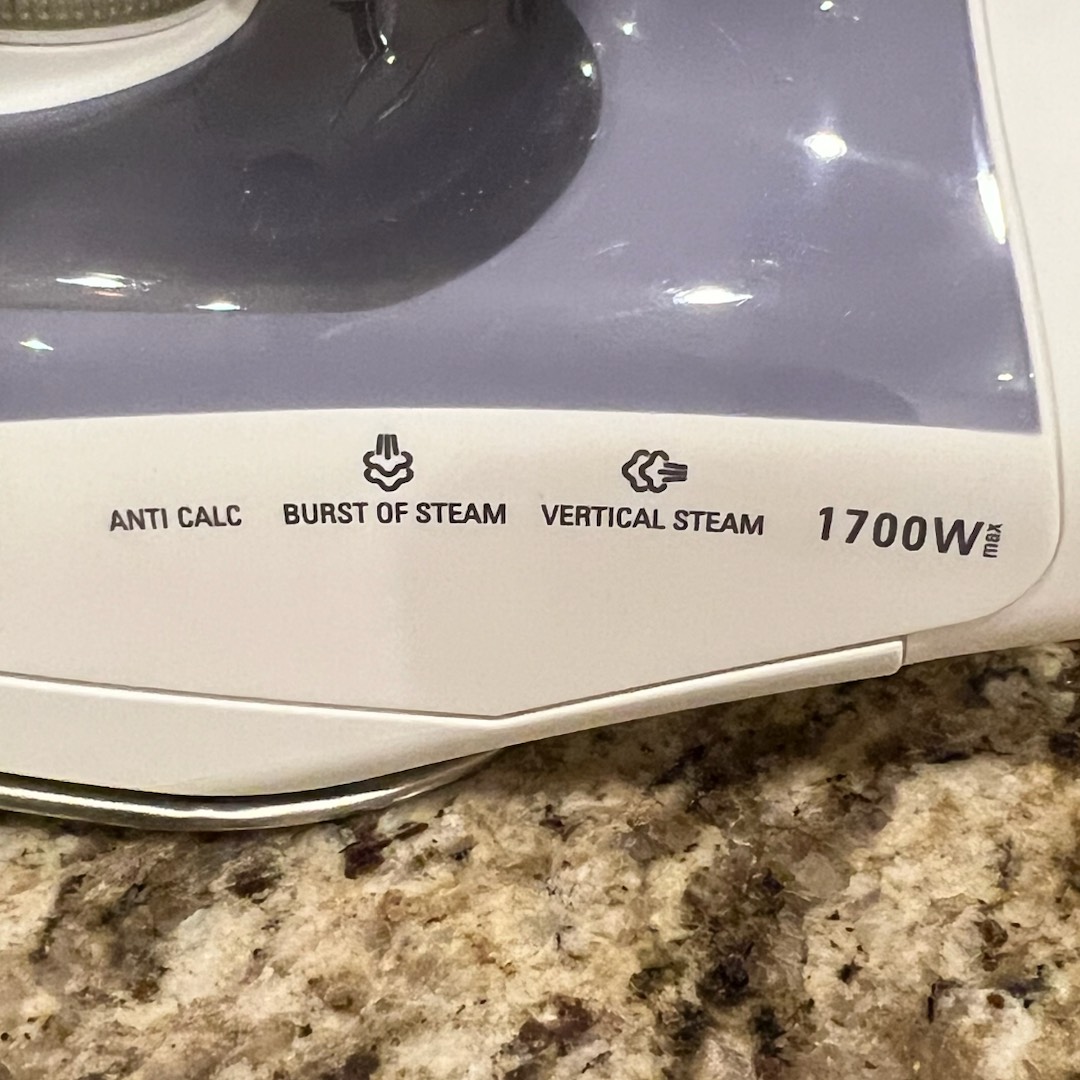 ANTI CALC
BURST OF STEAM
VERTICAL STEAM
1700W max